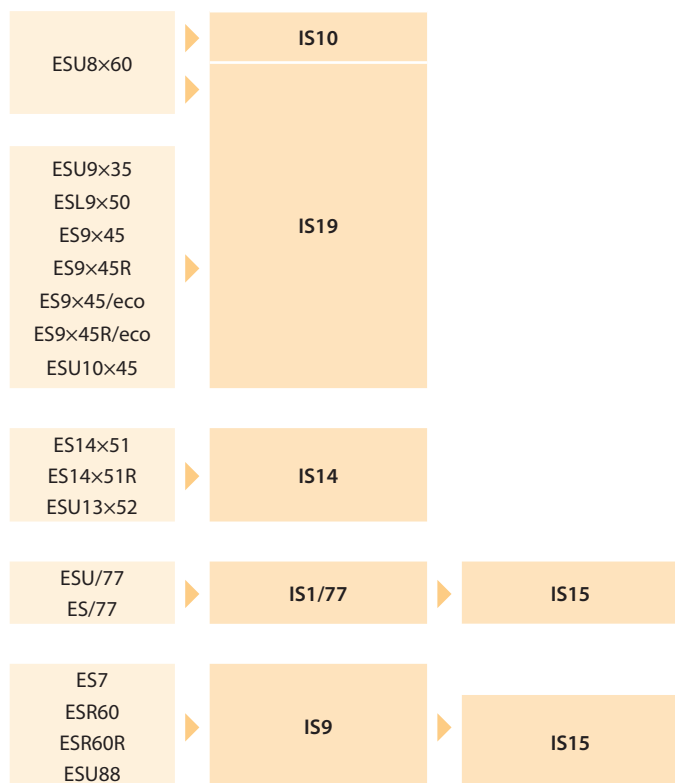 ESU8×60
IS10
ESU9×35
ESL9×50
ES9×45
ES9×45R
ES9×45/eco
ES9×45R/eco
ESU10×45
IS19
ES14×51
ES14×51R
ESU13×52
IS14
ESU/77
ES/77
IS1/77
IS15
ES7
ESR60
ESR60R
ESU88
IS9
IS15